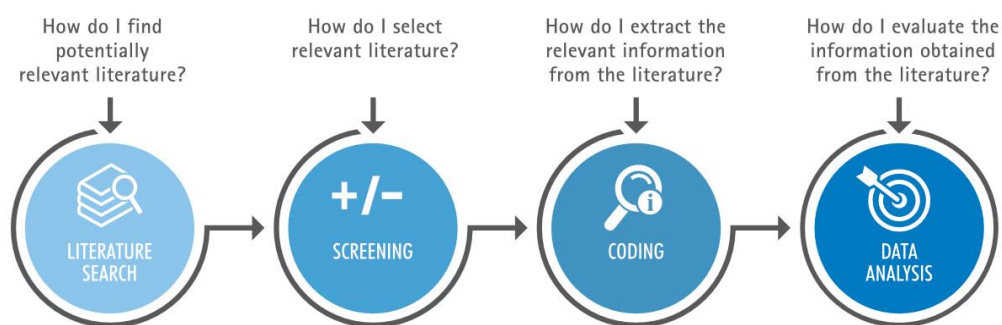 How do I find
potentially
relevant literature?
How do I select
relevant literature?
How do I extract the
relevant information
from the literature?
How do I evaluate the
information obtained
from the literature?
LITERATURE
SEARCH
+/-
SCREENING
i
CODING
DATA
ANALYSIS